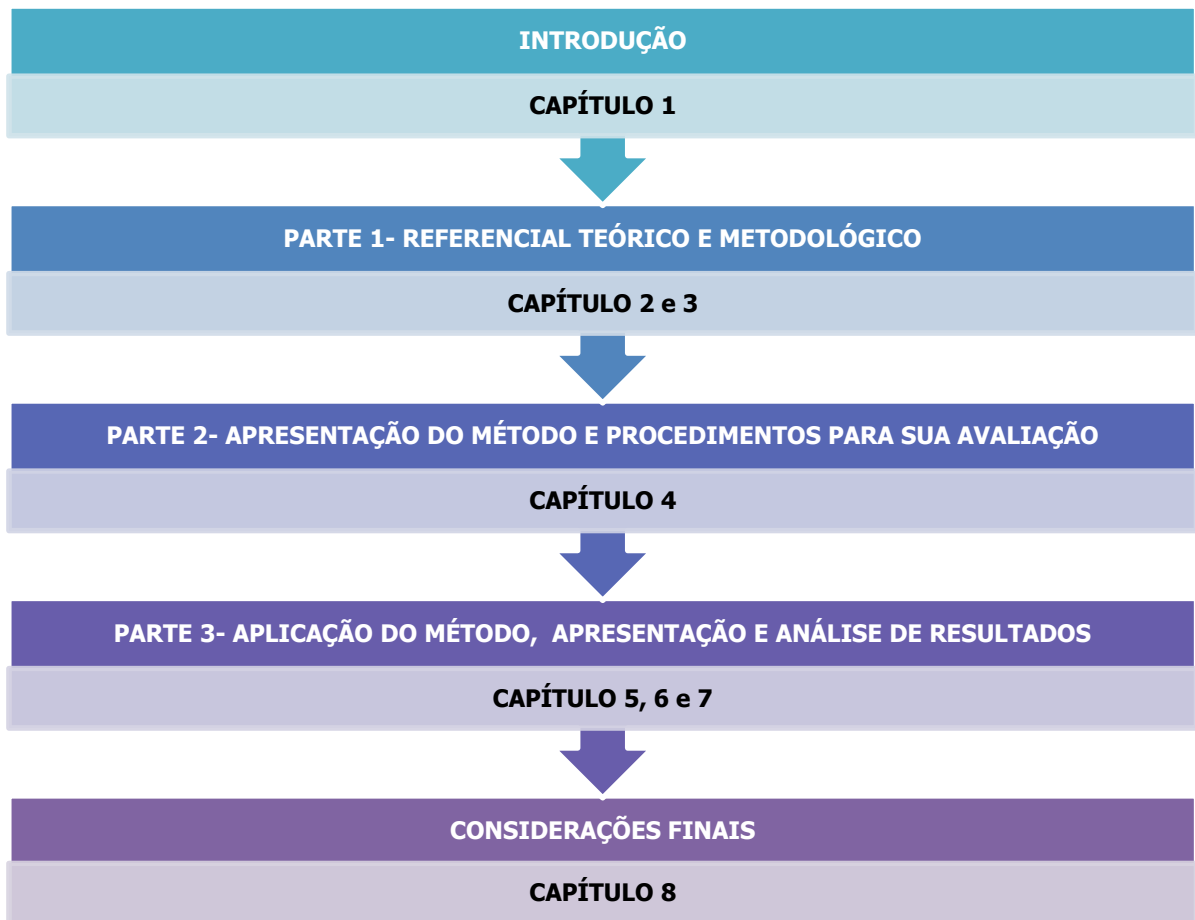 INTRODUÇÃO
CAPÍTULO 1
PARTE 1- REFERENCIAL TEÓRICO E METODOLÓGICO
CAPÍTULO 2 e 3
PARTE 2- APRESENTAÇÃO DO MÉTODO E PROCEDIMENTOS PARA SUA AVALIAÇÃO
CAPÍTULO 4
PARTE 3- APLICAÇÃO DO MÉTODO,  APRESENTAÇÃO E ANÁLISE DE RESULTADOS
CAPÍTULO 5, 6 e 7
CONSIDERAÇÕES FINAIS
CAPÍTULO 8